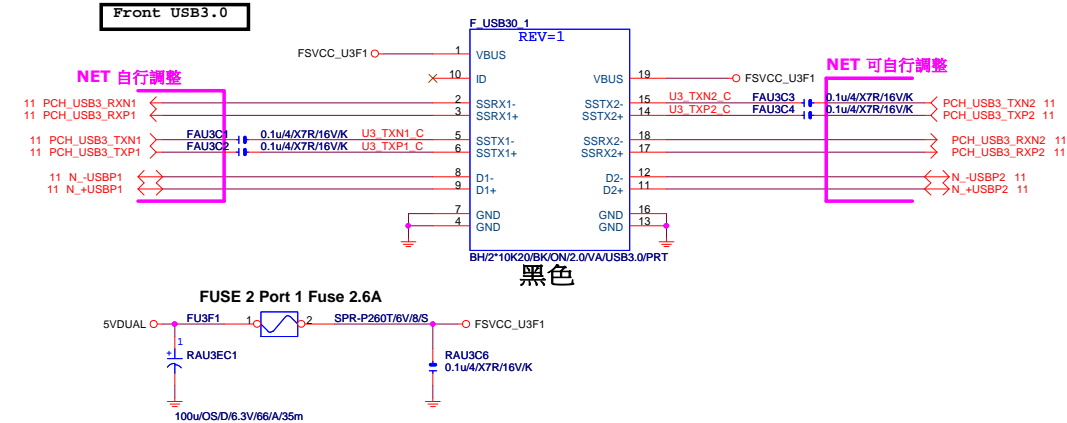 Front USB3.0
F_USB30_1
REV=1
FSVCC_U3F1
1
VBUS
10
ID
VBUS
19
FSVCC_U3F1
NET 自行調整
NET 可自行調整
11 PCH_USB3_RXN1
2
SSRX1-
11 PCH_USB3_RXP1
3
SSRX1+
SSTX2-
15
U3_TXN2_C
FAU3C3
0.1u/4/X7R/16V/K
PCH_USB3_TXN2 11
SSTX2+
14
U3_TXP2_C
FAU3C4
0.1u/4/X7R/16V/K
PCH_USB3_TXP2 11
11 PCH_USB3_TXN1
FAU3C1
0.1u/4/X7R/16V/K
U3_TXN1_C
5
SSTX1-
11 PCH_USB3_TXP1
FAU3C2
0.1u/4/X7R/16V/K
U3_TXP1_C
6
SSTX1+
SSRX2-
18
PCH_USB3_RXN2 11
SSRX2+
17
PCH_USB3_RXP2 11
11 N_-USBP1
8
D1-
11 N_+USBP1
9
D1+
D2-
12
N_-USBP2 11
D2+
11
N_+USBP2 11
7
GND
4
GND
GND
16
GND
13
BH/2*10K20/BK/ON/2.0/VA/USB3.0/PRT
黑色
FUSE 2 Port 1 Fuse 2.6A
5VDUAL
FU3F1
1
2
SPR-P260T/6V/8/S
FSVCC_U3F1
1
+
RAU3EC1
RAU3C6
0.1u/4/X7R/16V/K
100u/OS/D/6.3V/66/A/35m